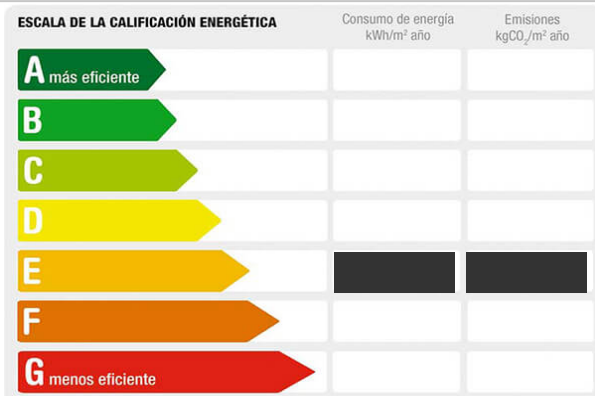 ESCALA DE LA CALIFICACIÓN ENERGÉTICA
Consumo de energía
kWh/m² año
Emisiones
kgCO₂/m² año
A más eficiente
B
C
D
E
F
G menos eficiente